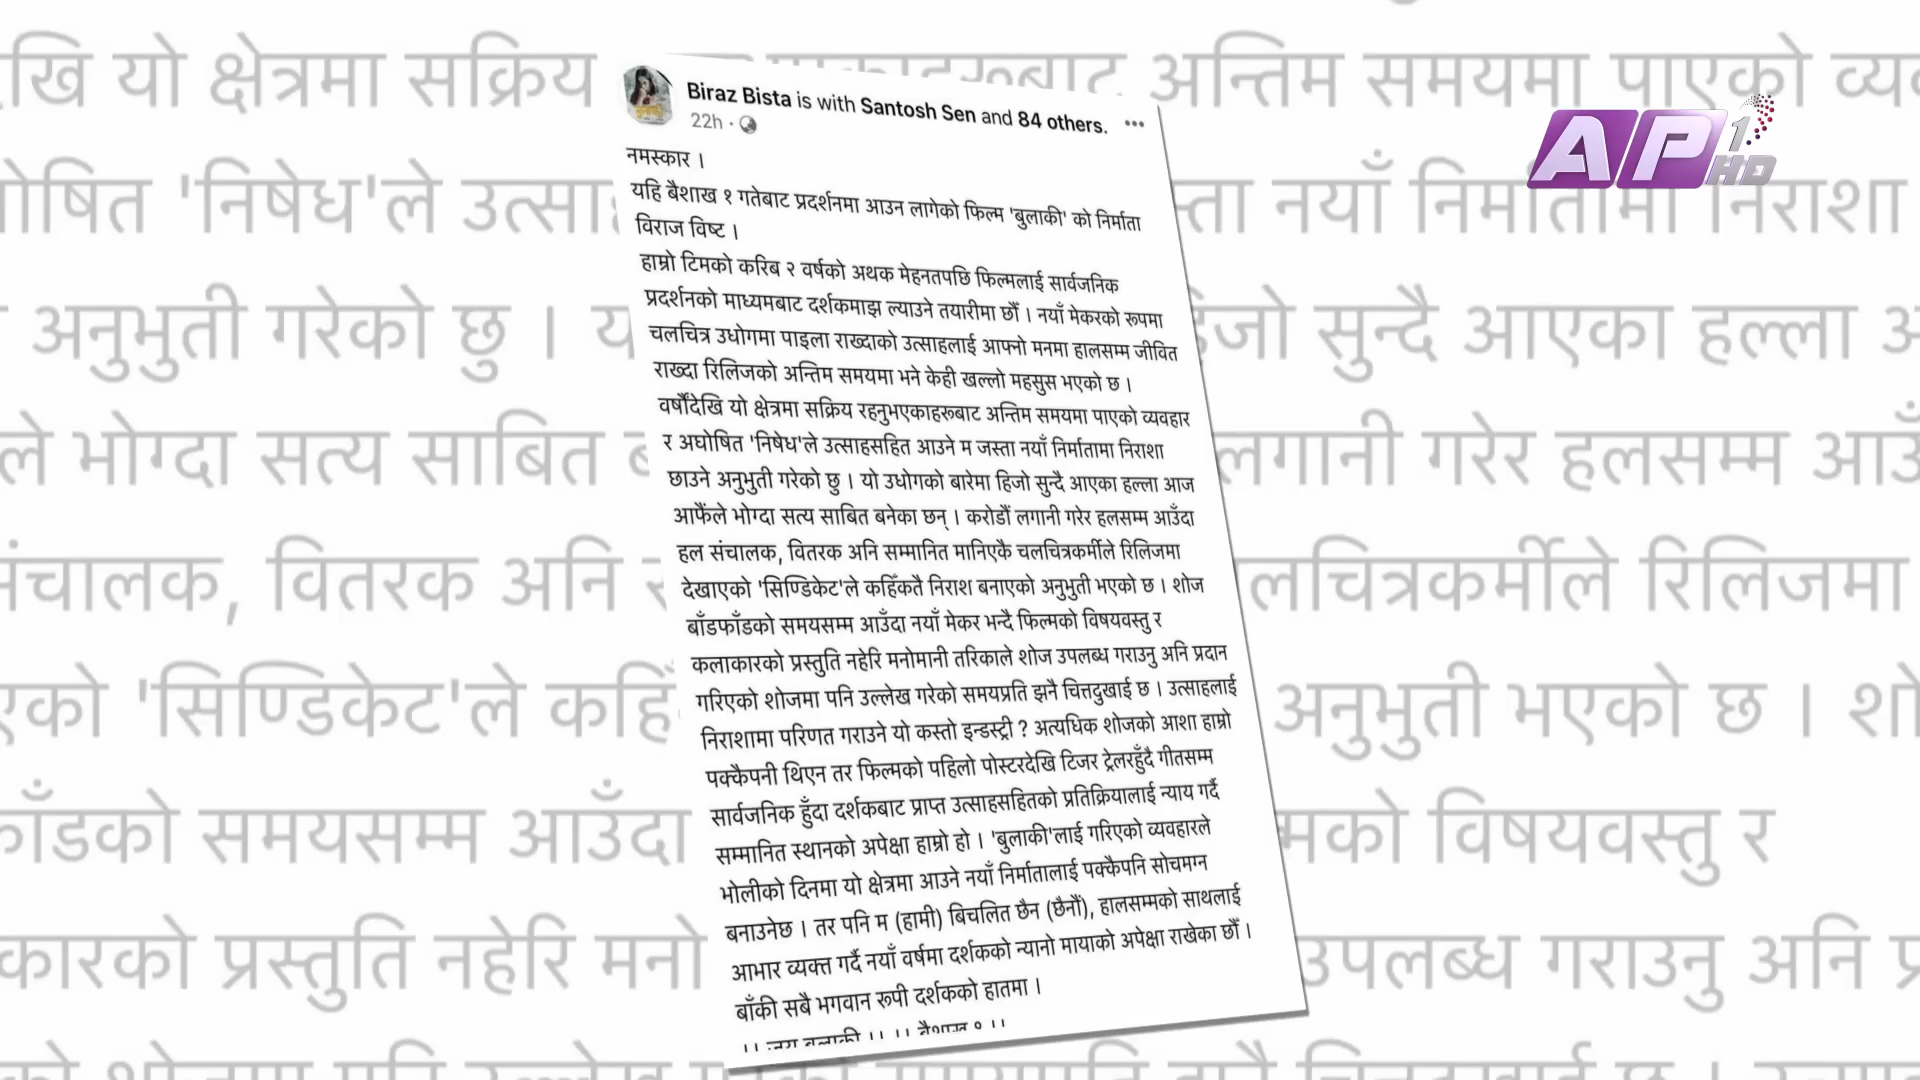 Biraz Bista is with Santosh Sen and 84 others.
22h
नमस्कार ।
यहि बैशाख १ गतेबाट प्रदर्शनमा आउन लागेको फिल्म 'बुलाकी' को निर्माता
विराज विष्ट ।
हाम्रो टिमको करिब २ वर्षको अथक मेहनतपछि फिल्मलाई सार्वजनिक
प्रदर्शनको माध्यमबाट दर्शकमाझ ल्याउने तयारीमा छौँ । नयाँ मेकरको रूपमा
चलचित्र उधोगमा पाइला राख्दाको उत्साहलाई आफ्नो मनमा हालसम्म जीवित
राख्दा रिलिजको अन्तिम समयमा भने केही खल्लो महसुस भएको छ ।
वर्षौंदेखि यो क्षेत्रमा सक्रिय रहनुभएकाहरूबाट अन्तिम समयमा पाएको व्यवहार
र अघोषित 'निषेध'ले उत्साहसहित आउने म जस्ता नयाँ निर्मातामा निराशा
छाउने अनुभुती गरेको छु । यो उधोगको बारेमा हिजो सुन्दै आएका हल्ला आज
आफैंले भोग्दा सत्य साबित बनेका छन् । करोडौं लगानी गरेर हलसम्म आउँदा
हल संचालक, वितरक अनि सम्मानित मानिएकै चलचित्रकर्मीले रिलिजमा
देखाएको 'सिण्डिकेट'ले कहिँकतै निराश बनाएको अनुभुती भएको छ । शोज
बाँडफाँडको समयसम्म आउँदा नयाँ मेकर भन्दै फिल्मको विषयवस्तु र
कलाकारको प्रस्तुति नहेरि मनोमानी तरिकाले शोज उपलब्ध गराउनु अनि प्रदान
गरिएको शोजमा पनि उल्लेख गरेको समयप्रति झनै चित्तदुखाई छ । उत्साहलाई
निराशामा परिणत गराउने यो कस्तो इन्डस्ट्री ? अत्यधिक शोजको आशा हाम्रो
पक्कैपनी थिएन तर फिल्मको पहिलो पोस्टरदेखि टिजर ट्रेलरहुँदै गीतसम्म
सार्वजनिक हुँदा दर्शकबाट प्राप्त उत्साहसहितको प्रतिक्रियालाई न्याय गर्दै
सम्मानित स्थानको अपेक्षा हाम्रो हो । 'बुलाकी'लाई गरिएको व्यवहारले
भोलीको दिनमा यो क्षेत्रमा आउने नयाँ निर्मातालाई पक्कैपनि सोचमग्न
बनाउनेछ । तर पनि म (हामी) बिचलित छैन (छैनौं), हालसम्मको साथलाई
आभार व्यक्त गर्दै नयाँ वर्षमा दर्शकको न्यानो मायाको अपेक्षा राखेका छौँ ।
बाँकी सबै भगवान रूपी दर्शकको हातमा ।
AP1 HD